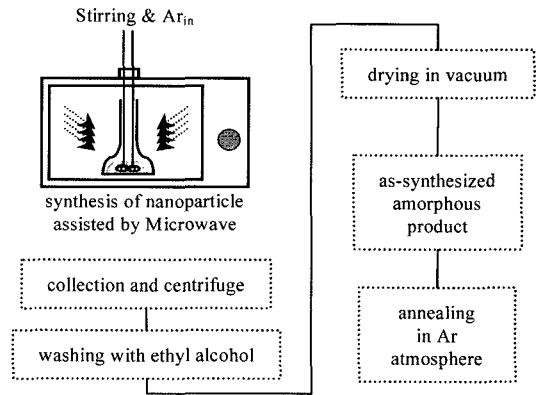 Stirring & Ar_in
synthesis of nanoparticle
assisted by Microwave
collection and centrifuge
washing with ethyl alcohol
drying in vacuum
as-synthesized
amorphous
product
annealing
in Ar
atmosphere